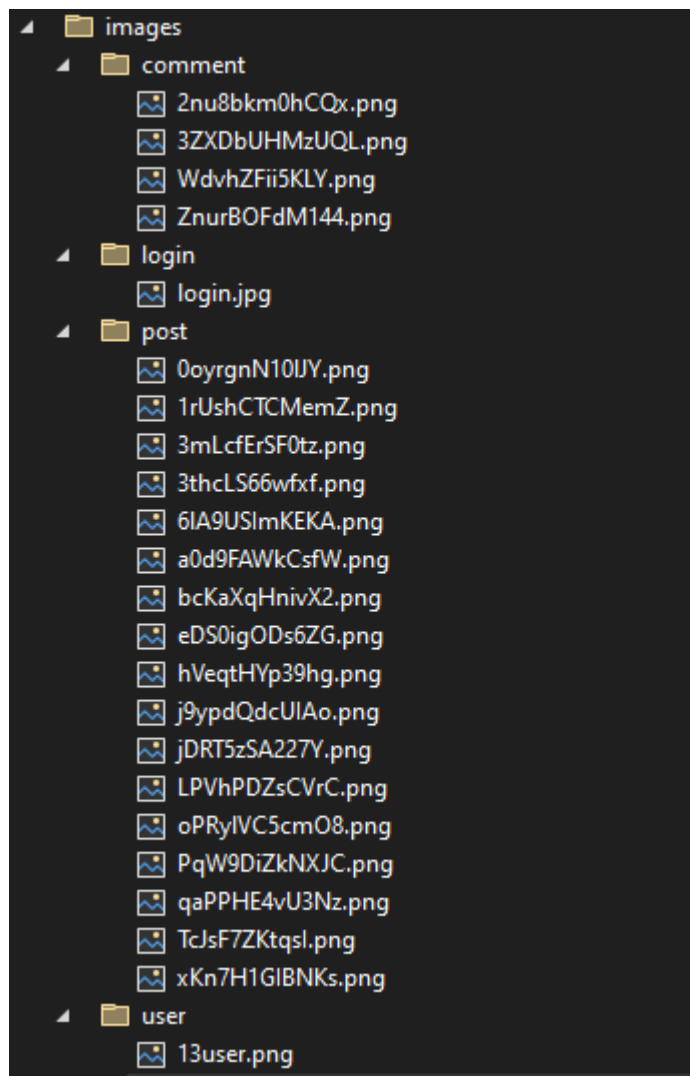 images
comment
2nu8bkm0hCQx.png
3ZXDbUHMzUQL.png
WdvhZFii5KLY.png
ZnurBOFdM144.png
login
login.jpg
post
0oyrgnN10IJY.png
1rUshCTCMemZ.png
3mLcfErSF0tz.png
3thcLS66wfxf.png
6IA9USlmKEKA.png
a0d9FAWkCsfW.png
bcKaXqHnivX2.png
eDS0igODs6ZG.png
hVeqtHYp39hg.png
j9ypdQdcUIAo.png
jDRT5zSA227Y.png
LPVhPDZsCVrC.png
oPRyIVC5cmO8.png
PqW9DiZkNXJC.png
qaPPHE4vU3Nz.png
TcJsF7ZKtqsl.png
xKn7H1GlBNKs.png
user
13user.png